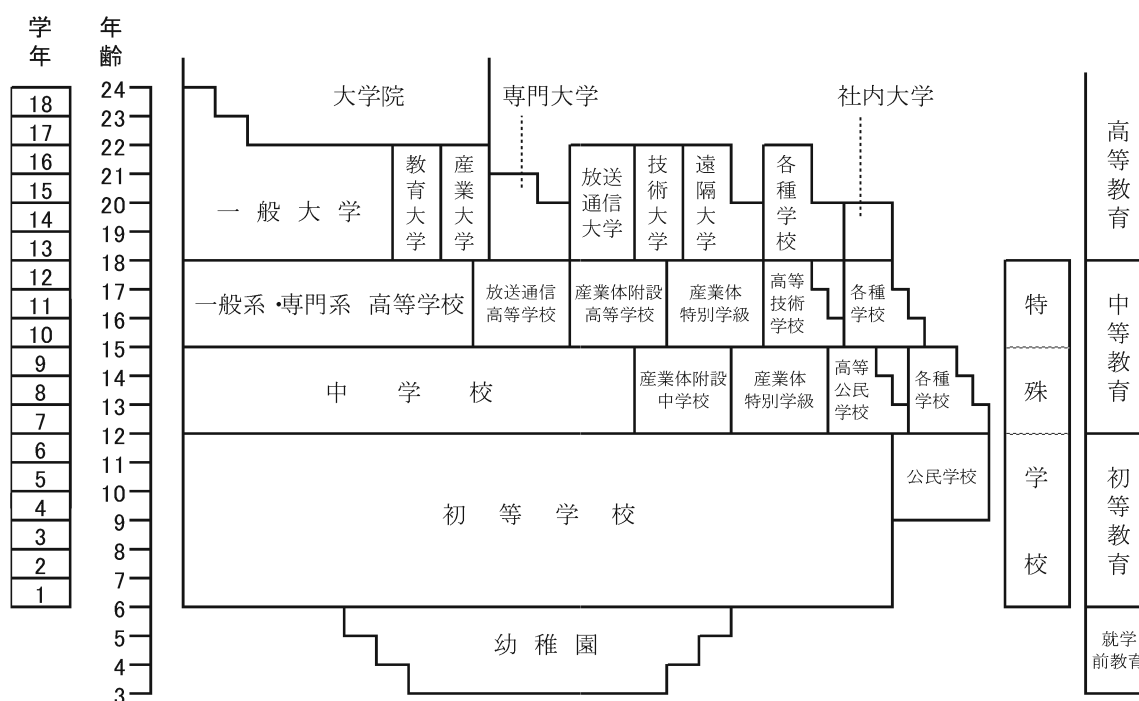 学年
年齢
24
18
23
17
22
16
21
15
20
14
19
13
18
12
17
11
16
10
15
9
14
8
13
7
12
6
11
5
10
4
9
3
8
2
7
1
6
5
4
3
大学院
専門大学
社内大学
一般大学
教育大学
産業大学
放送
通信
大学
技術大学
遠隔大学
各種学校
一般系・専門系 高等学校
放送通信
高等学校
産業体附設
高等学校
産業体
特別学級
高等
技術
学校
各種
学校
中学校
産業体附設
中学校
産業体
特別学級
高等
公民
学校
各種
学校
初等学校
公民学校
幼稚園
特殊学校
高等教育
中等教育
初等教育
就学
前教育